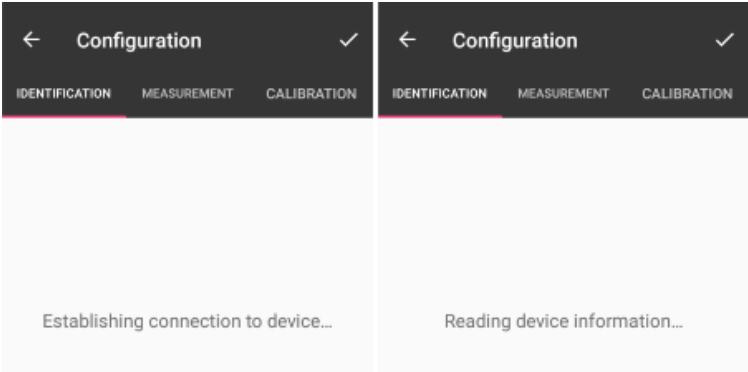 Configuration
IDENTIFICATION MEASUREMENT CALIBRATION
Establishing connection to device...
Configuration
IDENTIFICATION MEASUREMENT CALIBRATION
Reading device information...